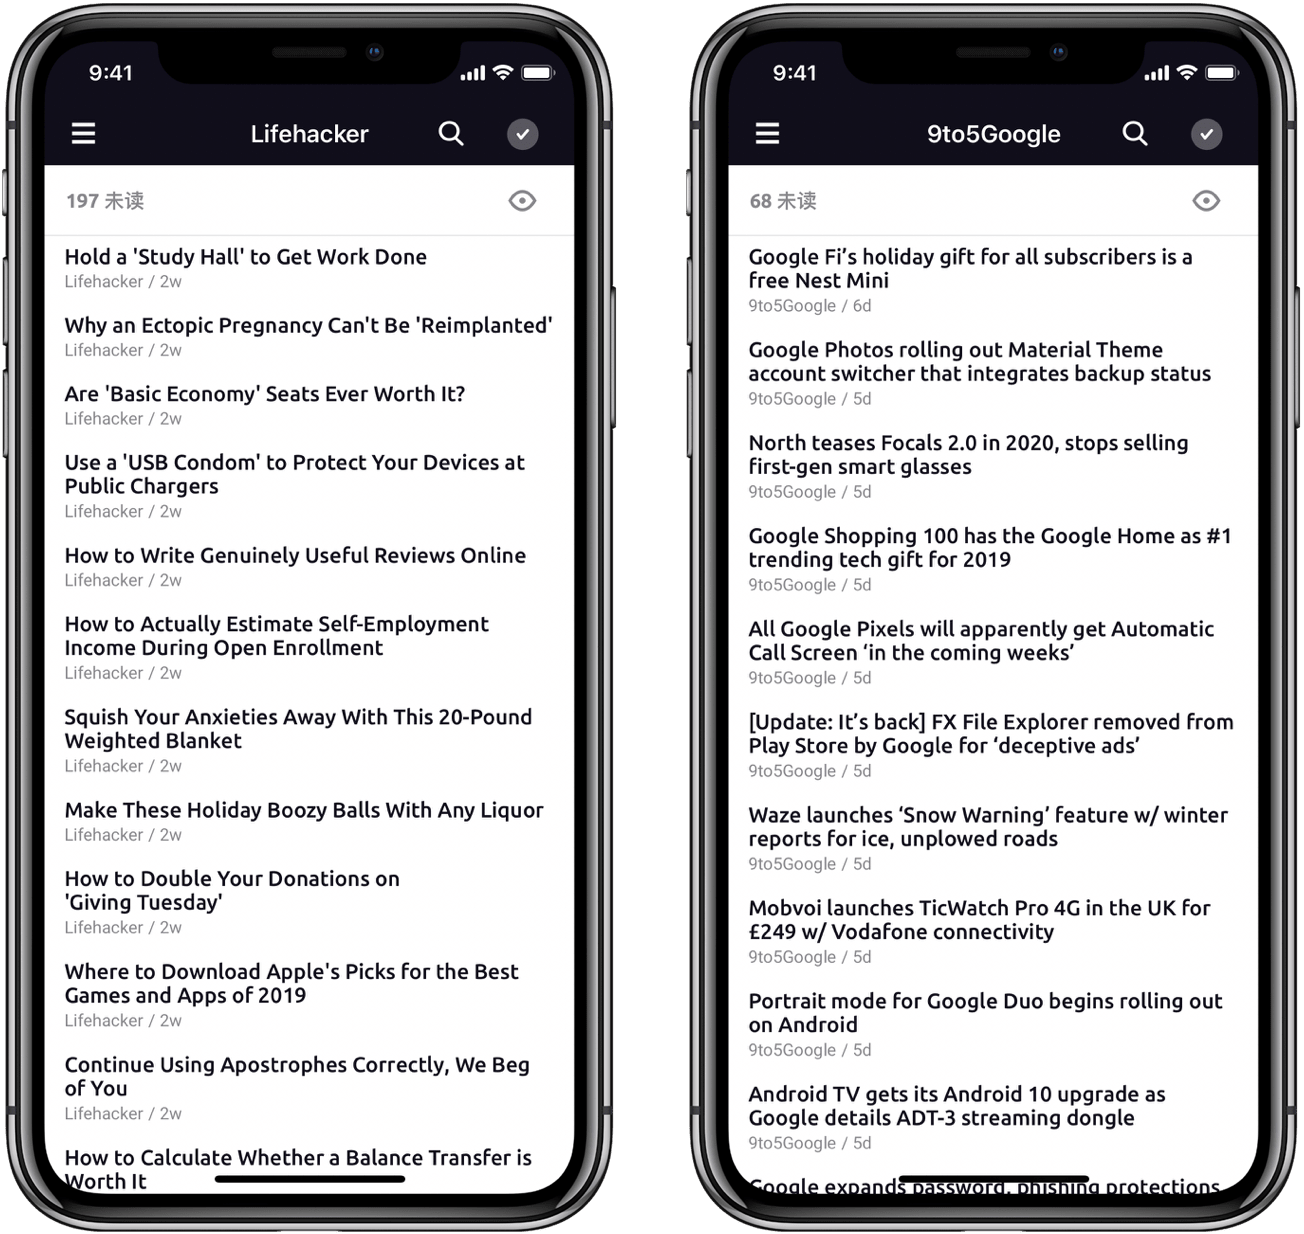 9:41
Lifehacker
197 未读
Hold a 'Study Hall' to Get Work Done
Lifehacker / 2w
Why an Ectopic Pregnancy Can't Be 'Reimplanted'
Lifehacker / 2w
Are 'Basic Economy' Seats Ever Worth It?
Lifehacker / 2w
Use a 'USB Condom' to Protect Your Devices at
Public Chargers
Lifehacker / 2w
How to Write Genuinely Useful Reviews Online
Lifehacker / 2w
How to Actually Estimate Self-Employment
Income During Open Enrollment
Lifehacker / 2w
Squish Your Anxieties Away With This 20-Pound
Weighted Blanket
Lifehacker / 2w
Make These Holiday Boozy Balls With Any Liquor
Lifehacker / 2w
How to Double Your Donations on
'Giving Tuesday'
Lifehacker / 2w
Where to Download Apple's Picks for the Best
Games and Apps of 2019
Lifehacker / 2w
Continue Using Apostrophes Correctly, We Beg
of You
Lifehacker / 2w
How to Calculate Whether a Balance Transfer is
Worth It
9:41
9to5Google
68 未读
Google Fi’s holiday gift for all subscribers is a
free Nest Mini
9to5Google / 6d
Google Photos rolling out Material Theme
account switcher that integrates backup status
9to5Google / 5d
North teases Focals 2.0 in 2020, stops selling
first-gen smart glasses
9to5Google / 5d
Google Shopping 100 has the Google Home as #1
trending tech gift for 2019
9to5Google / 5d
All Google Pixels will apparently get Automatic
Call Screen ‘in the coming weeks’
9to5Google / 5d
[Update: It’s back] FX File Explorer removed from
Play Store by Google for ‘deceptive ads’
9to5Google / 5d
Waze launches ‘Snow Warning’ feature w/ winter
reports for ice, unplowed roads
9to5Google / 5d
Mobvoi launches TicWatch Pro 4G in the UK for
£249 w/ Vodafone connectivity
9to5Google / 5d
Portrait mode for Google Duo begins rolling out
on Android
9to5Google / 5d
Android TV gets its Android 10 upgrade as
Google details ADT-3 streaming dongle
9to5Google / 5d
Google expands password, phishing protections